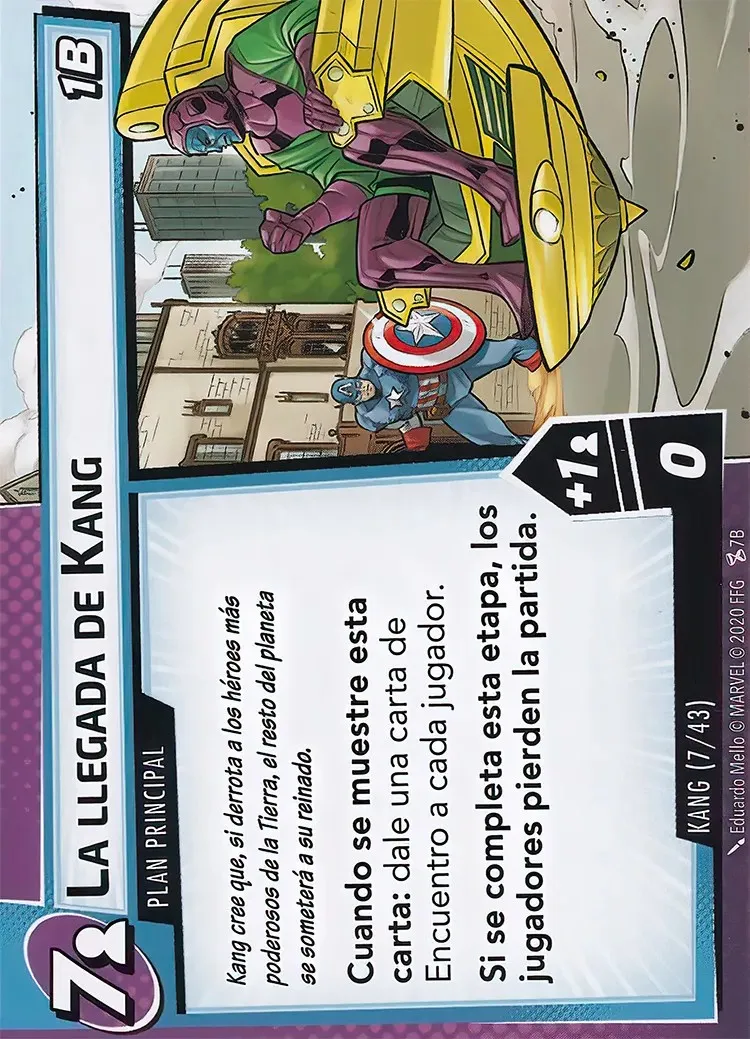 7
LA LLEGADA DE KANG
1B
PLAN PRINCIPAL
Kang cree que, si derrota a los héroes más
poderosos de la Tierra, el resto del planeta
se someterá a su reinado.
Cuando se muestre esta
carta: dale una carta de
Encuentro a cada jugador.
Si se completa esta etapa, los
jugadores pierden la partida.
+1
0
KANG (7/43)
Eduardo Mello © MARVEL © 2020 FFG 7B